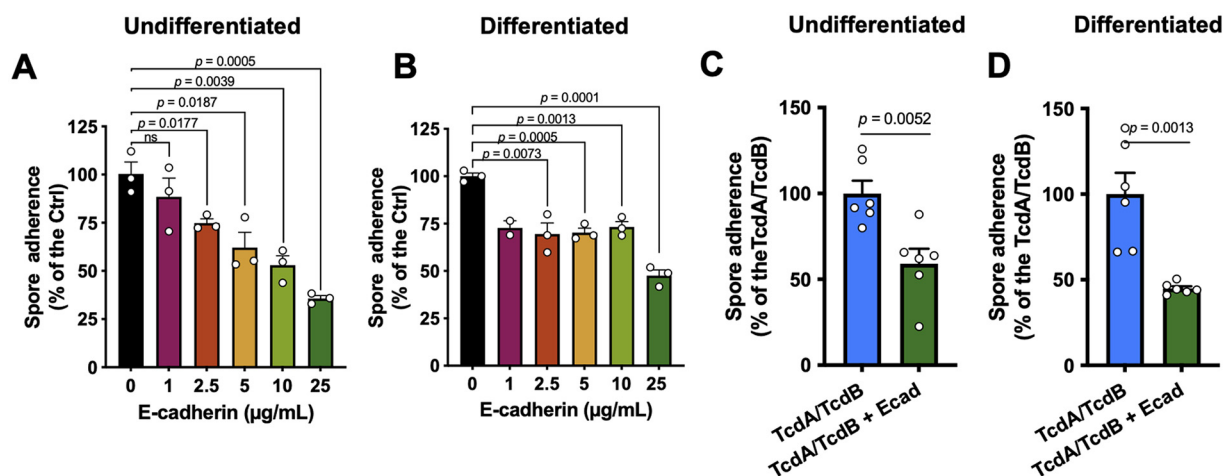 Undifferentiated
Differentiated
Undifferentiated
Differentiated
A
p = 0.0005
p = 0.0039
p = 0.0187
p = 0.0177
ns
Spore adherence
(% of the Ctrl)
125
100
75
50
25
0
0 1 2.5 5 10 25
E-cadherin (µg/mL)
B
p = 0.0001
p = 0.0013
p = 0.0005
p = 0.0073
Spore adherence
(% of the Ctrl)
125
100
75
50
25
0
0 1 2.5 5 10 25
E-cadherin (µg/mL)
C
p = 0.0052
Spore adherence
(% of the TcdA/TcdB)
150
100
50
0
TcdA/TcdB
TcdA/TcdB + Ecad
D
p = 0.0013
Spore adherence
(% of the TcdA/TcdB)
150
100
50
0
TcdA/TcdB
TcdA/TcdB + Ecad